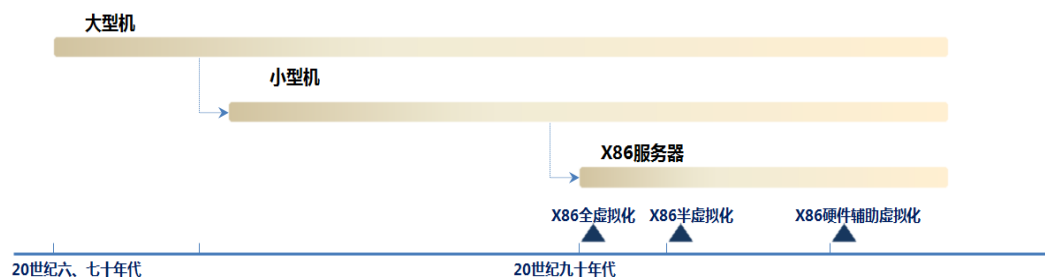 大型机
小型机
X86服务器
X86全虚拟化
X86半虚拟化
X86硬件辅助虚拟化
20世纪六、七十年代
20世纪九十年代